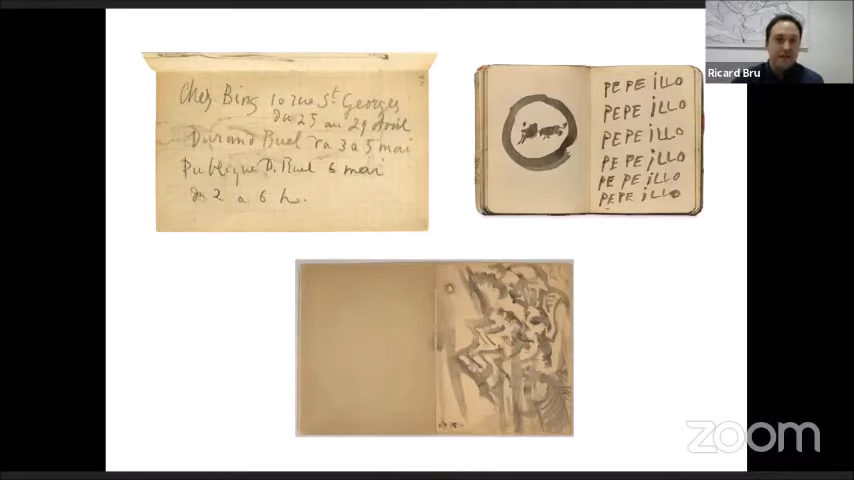 Chez Bing 10 rue St. Georges
du 25 au 29 Avril
Durand Ruel va 3 a 5 mai
Publique D. Ruel 6 mai
de 2 a 6 h.
PEPE iLLO
PEPE iLLO
PEPE iLLO
PEPE iLLO
PEPE iLLO
PEPE iLLO
Ricard Bru
zoom